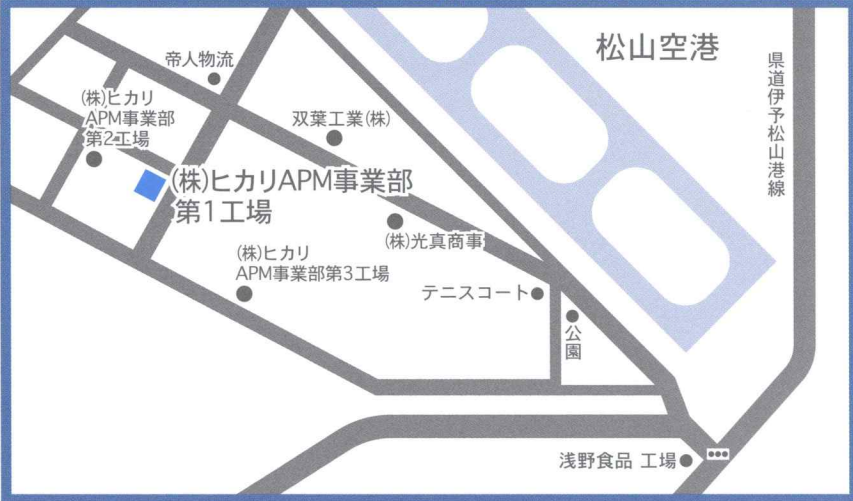 松山空港
県道伊予松山港線
帝人物流
(株)ヒカリ
APM事業部
第2工場
双葉工業(株)
(株)ヒカリAPM事業部
第1工場
(株)光真商事
(株)ヒカリ
APM事業部第3工場
テニスコート
公園
浅野食品 工場